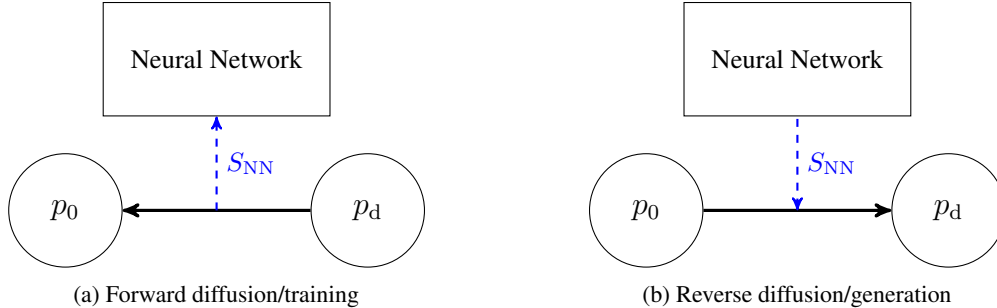 Neural Network
S_NN
p_0
p_d
(a) Forward diffusion/training
Neural Network
S_NN
p_0
p_d
(b) Reverse diffusion/generation